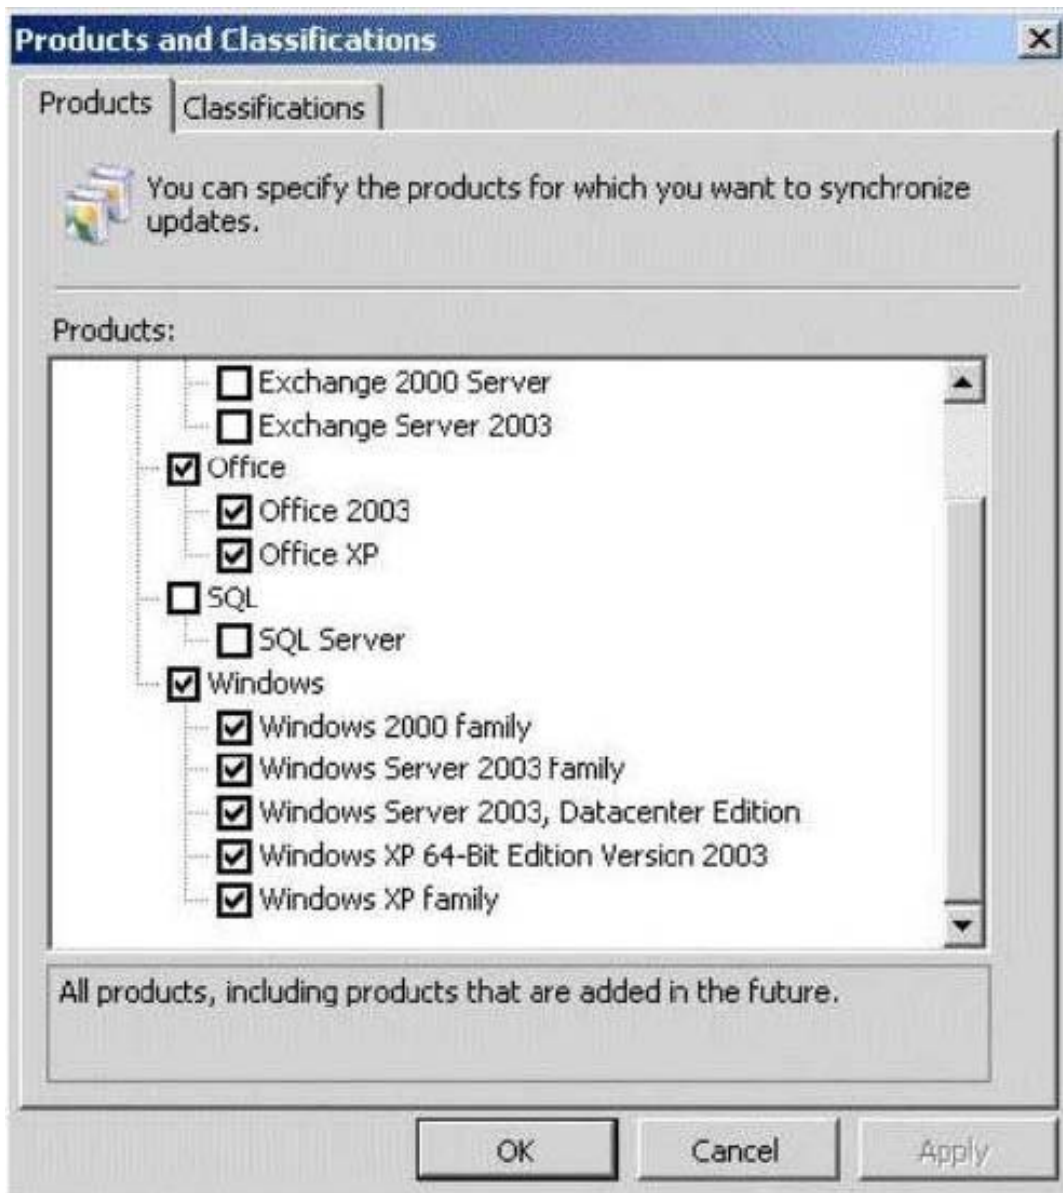 Products and Classifications
Products
Classifications
You can specify the products for which you want to synchronize
updates.
Products:
Exchange 2000 Server
Exchange Server 2003
Office
Office 2003
Office XP
SQL
SQL Server
Windows
Windows 2000 family
Windows Server 2003 family
Windows Server 2003, Datacenter Edition
Windows XP 64-Bit Edition Version 2003
Windows XP family
All products, including products that are added in the future.
OK
Cancel
Apply